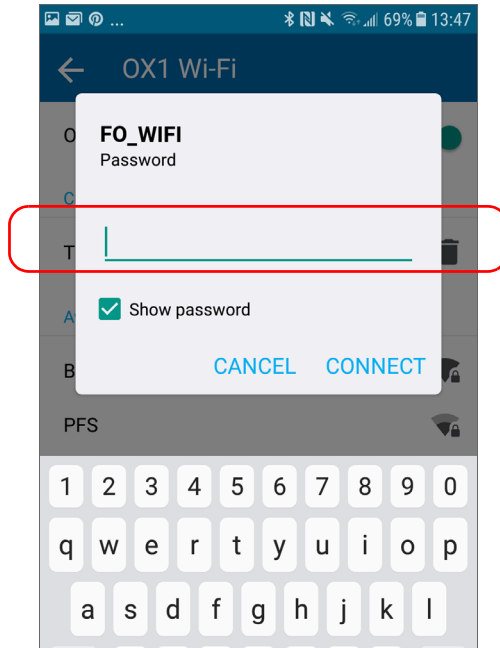 ... 69% 13:47
OX1 Wi-Fi
O
FO_WIFI
Password
C
T
Show password
A
CANCEL CONNECT
B
PFS
1 2 3 4 5 6 7 8 9 0
q w e r t y u i o p
a s d f g h j k l